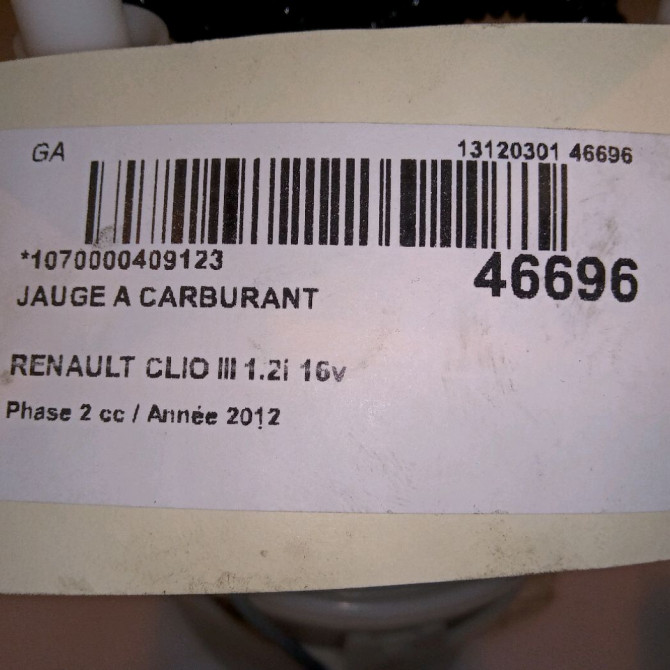 GA
13120301 46696
*1070000409123
46696
JAUGE A CARBURANT
RENAULT CLIO III 1.2i 16v
Phase 2 cc / Année 2012